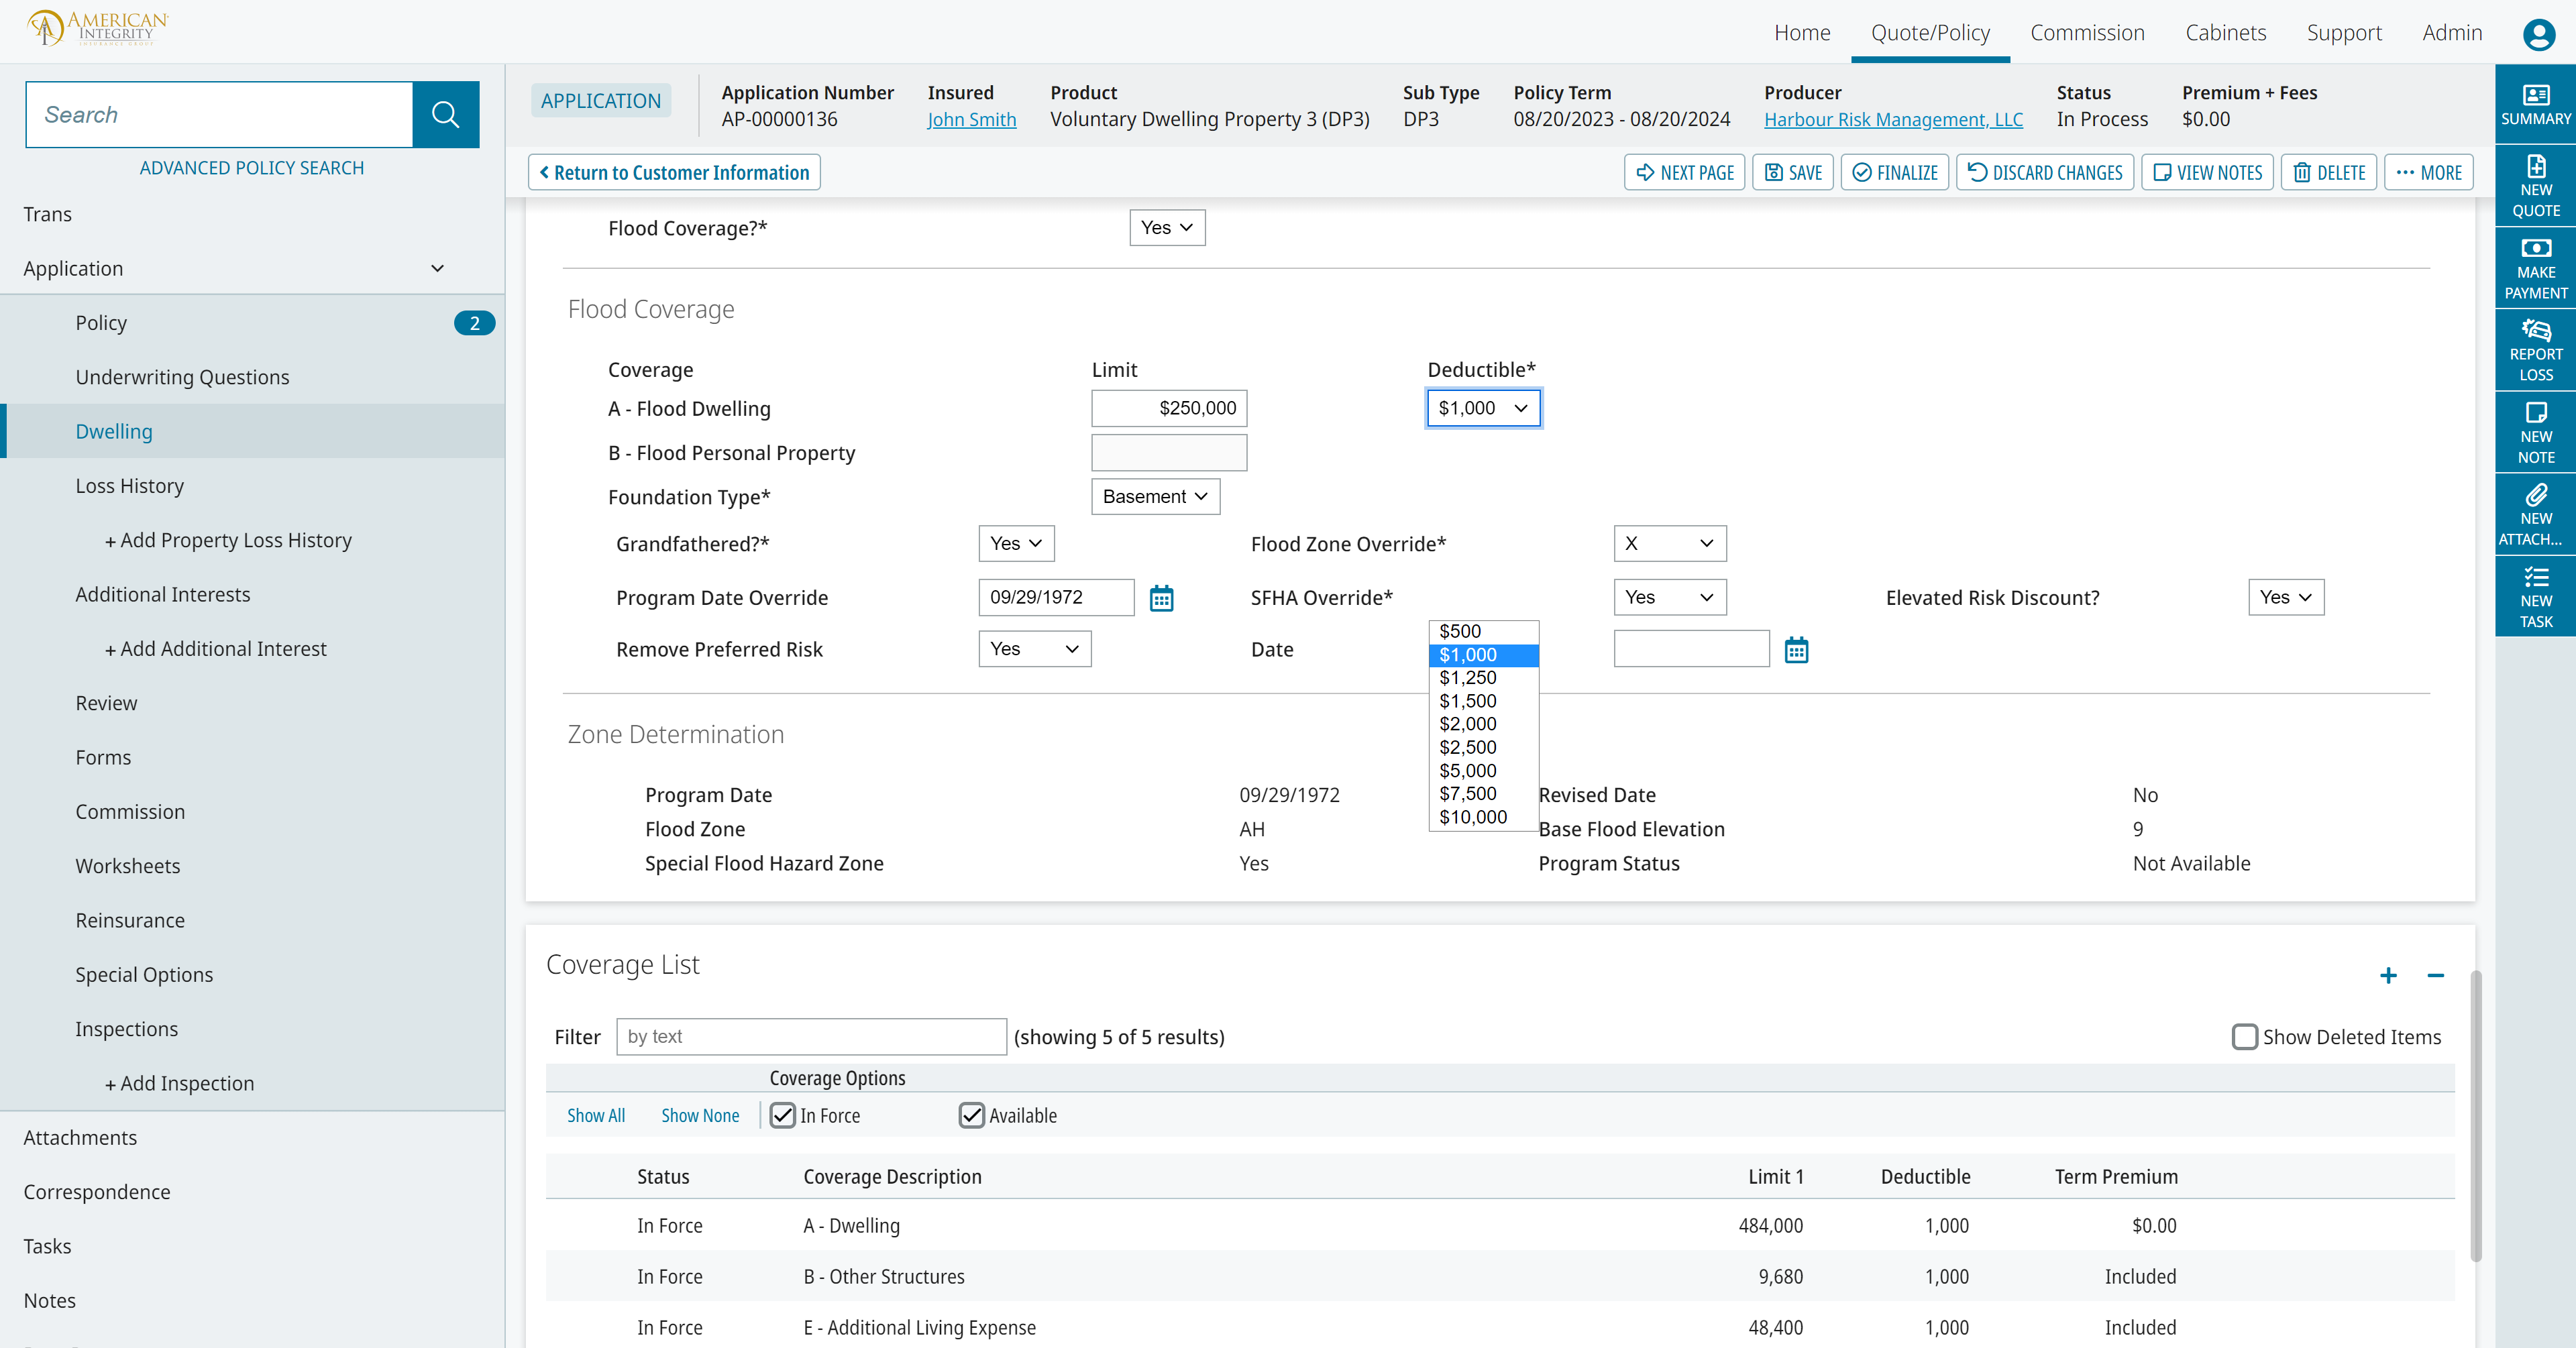 AMERICAN
INTEGRITY
INSURANCE GROUP
Home Quote/Policy Commission Cabinets Support Admin
Search
ADVANCED POLICY SEARCH
Trans
Application
Policy 2
Underwriting Questions
Dwelling
Loss History
+ Add Property Loss History
Additional Interests
+ Add Additional Interest
Review
Forms
Commission
Worksheets
Reinsurance
Special Options
Inspections
+ Add Inspection
Attachments
Correspondence
Tasks
Notes
APPLICATION
Application Number Insured Product Sub Type Policy Term Producer Status Premium + Fees
AP-00000136 John Smith Voluntary Dwelling Property 3 (DP3) DP3 08/20/2023 - 08/20/2024 Harbour Risk Management, LLC In Process $0.00
Return to Customer Information NEXT PAGE SAVE FINALIZE DISCARD CHANGES VIEW NOTES DELETE MORE
Flood Coverage?* Yes
Flood Coverage
Coverage Limit Deductible*
A - Flood Dwelling $250,000 $1,000
B - Flood Personal Property
Foundation Type* Basement
Grandfathered?* Yes Flood Zone Override* X
Program Date Override 09/29/1972 SFHA Override* Yes Elevated Risk Discount? Yes
Remove Preferred Risk Yes Date
$500
$1,000
$1,250
$1,500
$2,000
$2,500
$5,000
$7,500
$10,000
Zone Determination
Program Date 09/29/1972 Revised Date No
Flood Zone AH Base Flood Elevation 9
Special Flood Hazard Zone Yes Program Status Not Available
Coverage List
Filter by text (showing 5 of 5 results) Show Deleted Items
Coverage Options
Show All Show None In Force Available
Status Coverage Description Limit 1 Deductible Term Premium
In Force A - Dwelling 484,000 1,000 $0.00
In Force B - Other Structures 9,680 1,000 Included
In Force E - Additional Living Expense 48,400 1,000 Included
SUMMARY
NEW
QUOTE
MAKE
PAYMENT
REPORT
LOSS
NEW
NOTE
NEW
ATTACH...
NEW
TASK